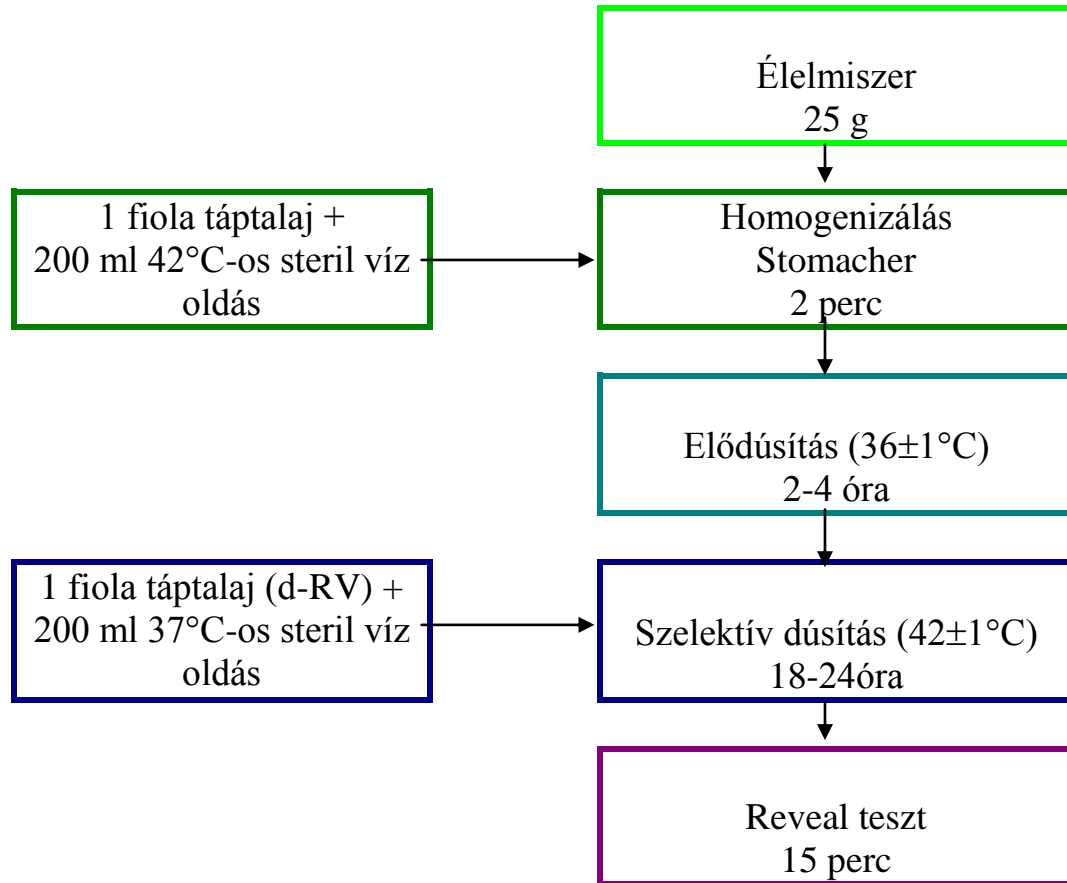 Élelmiszer
25 g
1 fiola táptalaj +
200 ml 42°C-os steril víz
oldás
Homogenizálás
Stomacher
2 perc
Elődúsítás (36±1°C)
2-4 óra
1 fiola táptalaj (d-RV) +
200 ml 37°C-os steril víz
oldás
Szelektív dúsítás (42±1°C)
18-24óra
Reveal teszt
15 perc